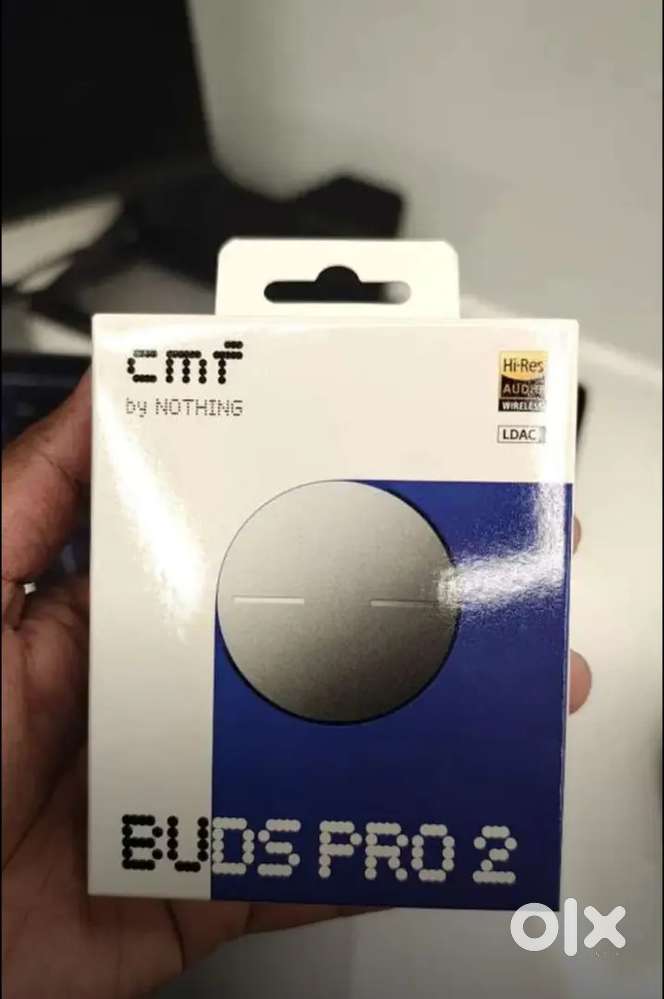 cmf
by NOTHING
Hi-Res
AUDIO
WIRELESS
LDAC
BUDS PRO 2
olx